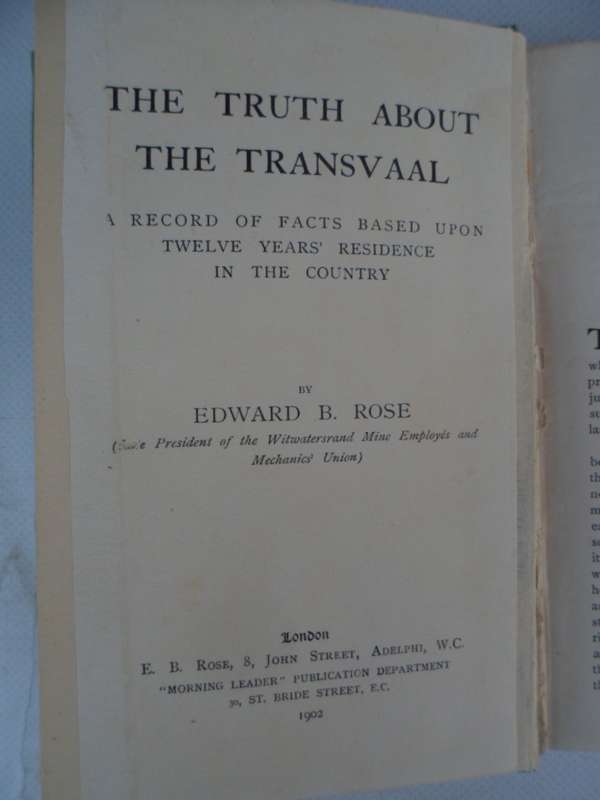 THE TRUTH ABOUT
THE TRANSVAAL
A RECORD OF FACTS BASED UPON
TWELVE YEARS' RESIDENCE
IN THE COUNTRY
BY
EDWARD B. ROSE
( President of the Witwatersrand Mine Employés and
Mechanics' Union)
London
E. B. ROSE, 8, JOHN STREET, ADELPHI, W.C.
"MORNING LEADER" PUBLICATION DEPARTMENT
30, ST. BRIDE STREET, E.C.
1902